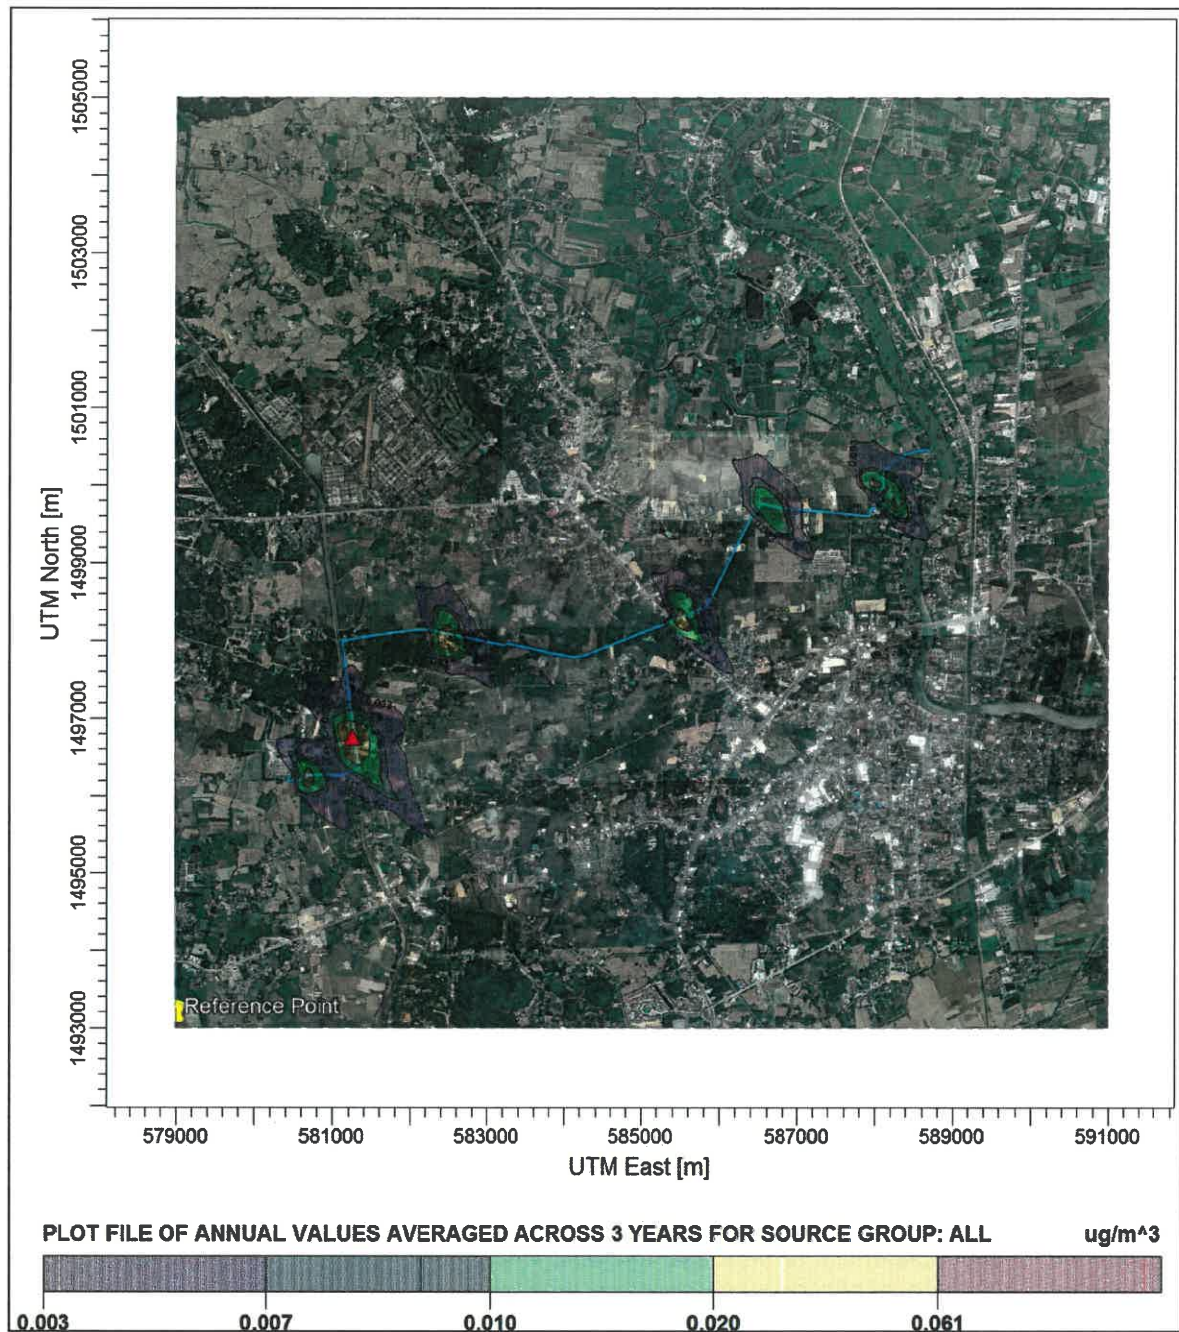 1505000
1503000
1501000
1499000
1497000
1495000
1493000
UTM North [m]
Reference Point
579000 581000 583000 585000 587000 589000 591000
UTM East [m]
PLOT FILE OF ANNUAL VALUES AVERAGED ACROSS 3 YEARS FOR SOURCE GROUP: ALL ug/m^3
0.003 0.007 0.010 0.020 0.061